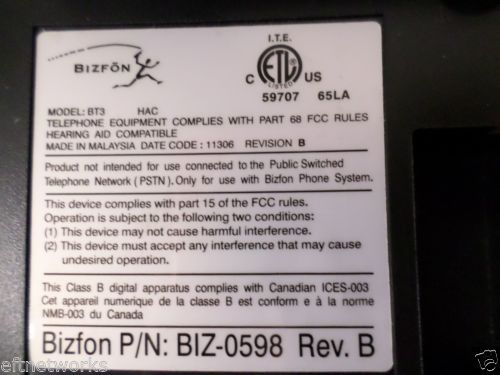 BIZFŌN
I.T.E.
ETL
LISTED
C US
59707 65LA
MODEL: BT3 HAC
TELEPHONE EQUIPMENT COMPLIES WITH PART 68 FCC RULES
HEARING AID COMPATIBLE
MADE IN MALAYSIA DATE CODE: 11306 REVISION B
Product not intended for use connected to the Public Switched
Telephone Network (PSTN). Only for use with Bizfon Phone System.
This device complies with part 15 of the FCC rules.
Operation is subject to the following two conditions:
(1) This device may not cause harmful interference.
(2) This device must accept any interference that may cause
undesired operation.
This Class B digital apparatus complies with Canadian ICES-003
Cet appareil numerique de la classe B est conform e à la norme
NMB-003 du Canada
Bizfon P/N: BIZ-0598 Rev. B
eftnetworks